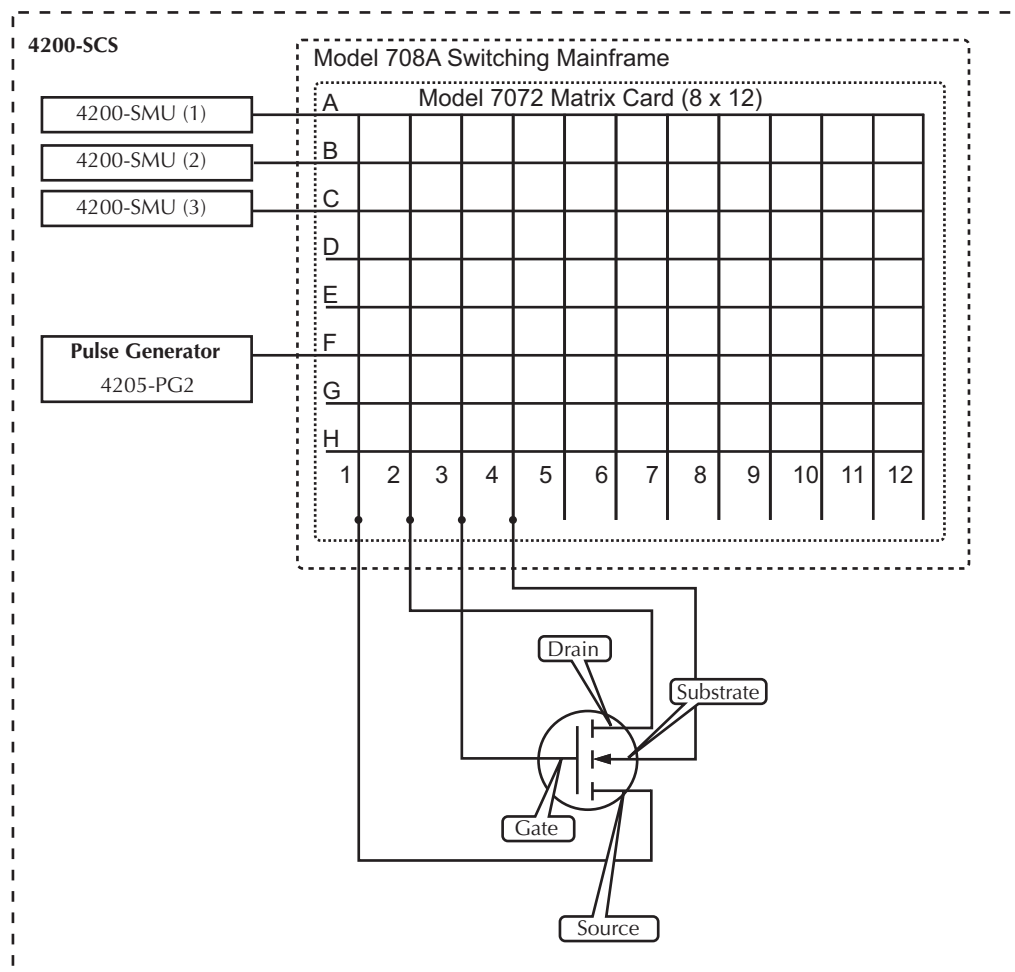 4200-SCS
Model 708A Switching Mainframe
Model 7072 Matrix Card (8 x 12)
4200-SMU (1)
A
4200-SMU (2)
B
4200-SMU (3)
C
D
E
Pulse Generator
4205-PG2
F
G
H
1 2 3 4 5 6 7 8 9 10 11 12
Drain
Substrate
Gate
Source